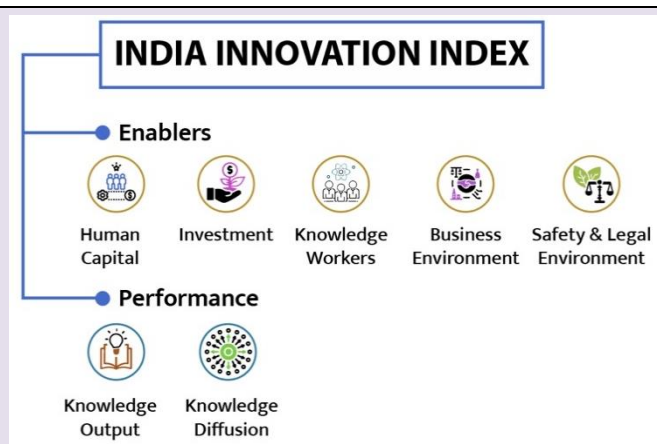 INDIA INNOVATION INDEX
Enablers
Human
Capital
Investment
Knowledge
Workers
Business
Environment
Safety & Legal
Environment
Performance
Knowledge
Output
Knowledge
Diffusion